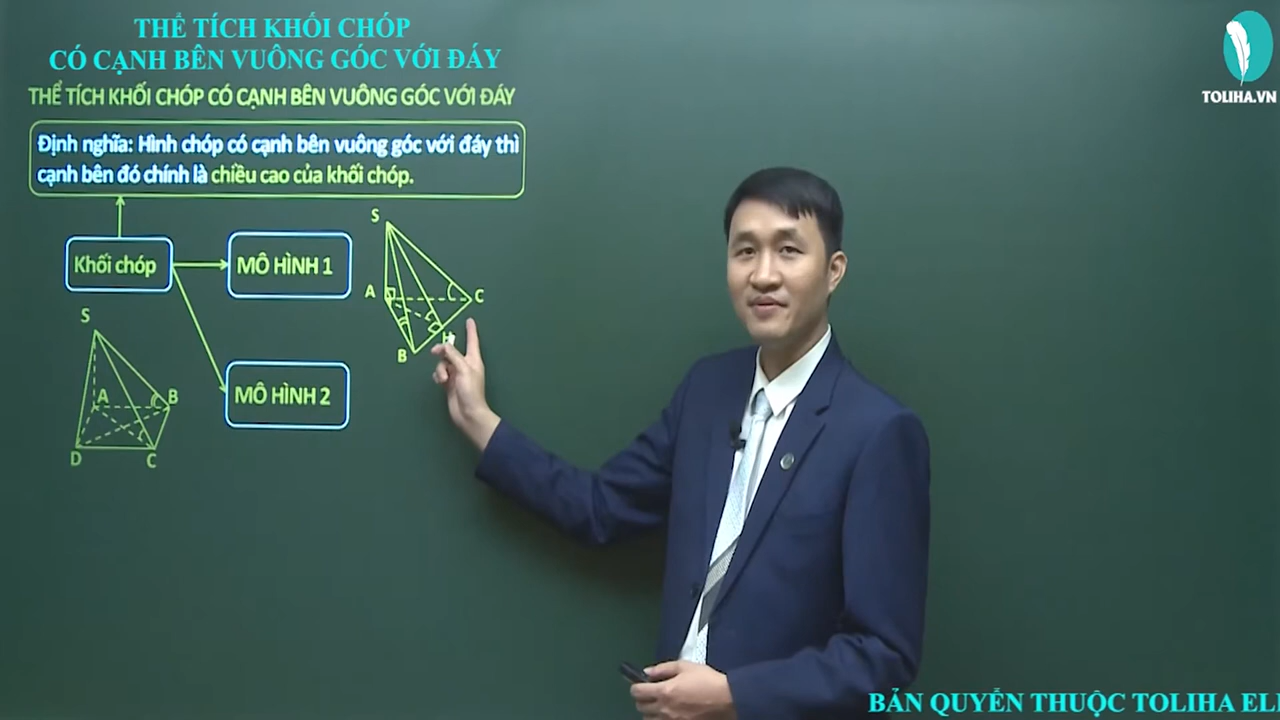 THỂ TÍCH KHỐI CHÓP
CÓ CẠNH BÊN VUÔNG GÓC VỚI ĐÁY
THỂ TÍCH KHỐI CHÓP CÓ CẠNH BÊN VUÔNG GÓC VỚI ĐÁY
Định nghĩa: Hình chóp có cạnh bên vuông góc với đáy thì
cạnh bên đó chính là chiều cao của khối chóp.
Khối chóp
MÔ HÌNH 1
MÔ HÌNH 2
S
A
C
H
B
S
A
B
D
C
TOLIHA.VN
BẢN QUYỀN THUỘC TOLIHA